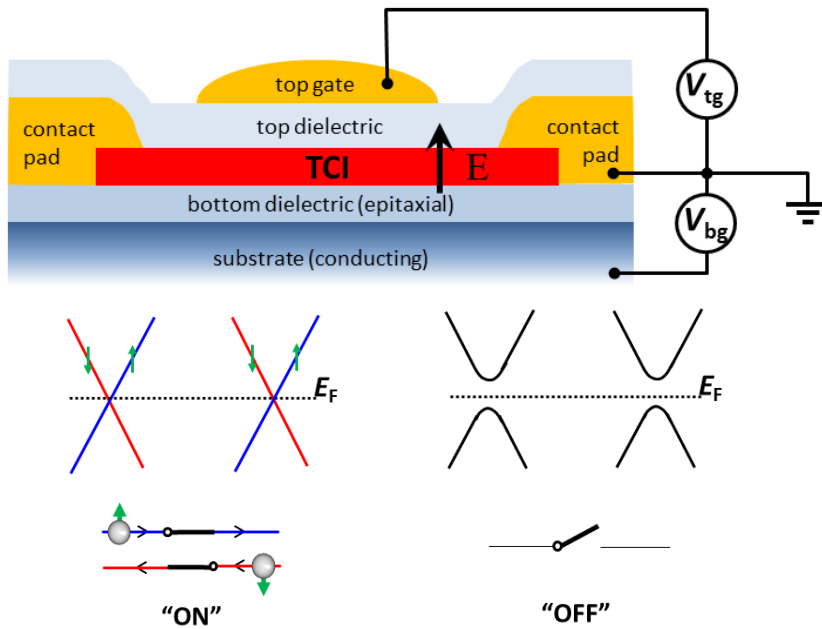 top gate
V_tg
contact
pad
top dielectric
contact
pad
TCI
E
bottom dielectric (epitaxial)
V_bg
substrate (conducting)
E_F
E_F
“ON”
“OFF”